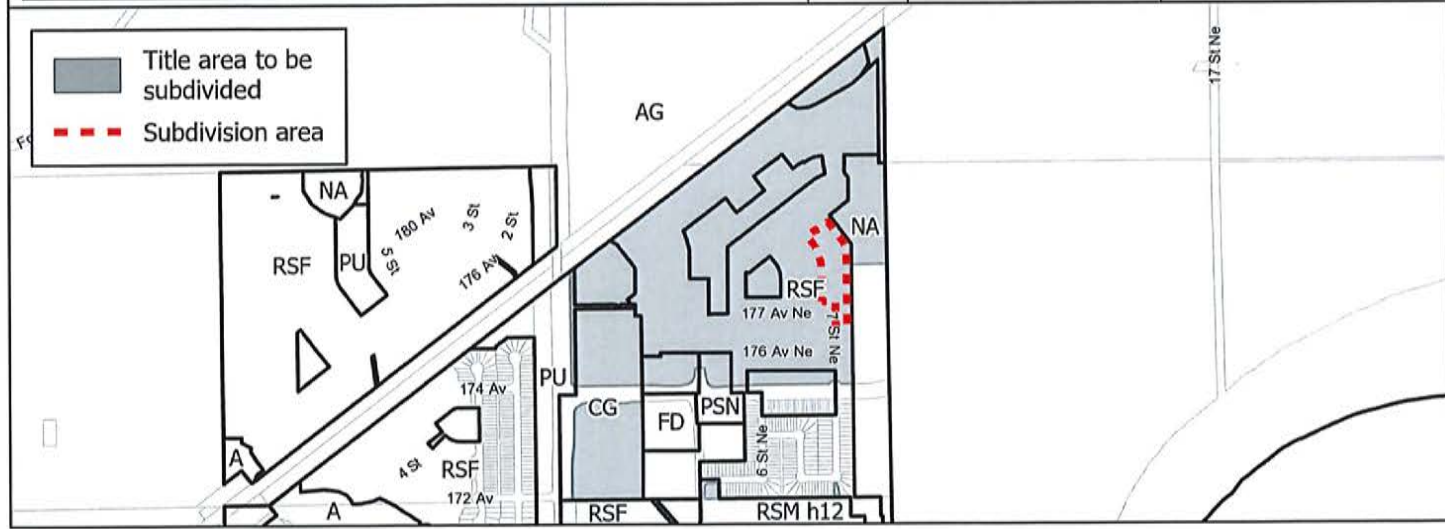 Title area to be
subdivided
Subdivision area
17 St Ne
AG
NA
180 Av
3 St
2 St
5 St
176 Av
RSF
PU
NA
RSF
177 Av Ne
7 St Ne
176 Av Ne
174 Av
PU
CG
FD
PSN
6 St Ne
A
4 St
RSF
172 Av
A
RSF
RSM h12